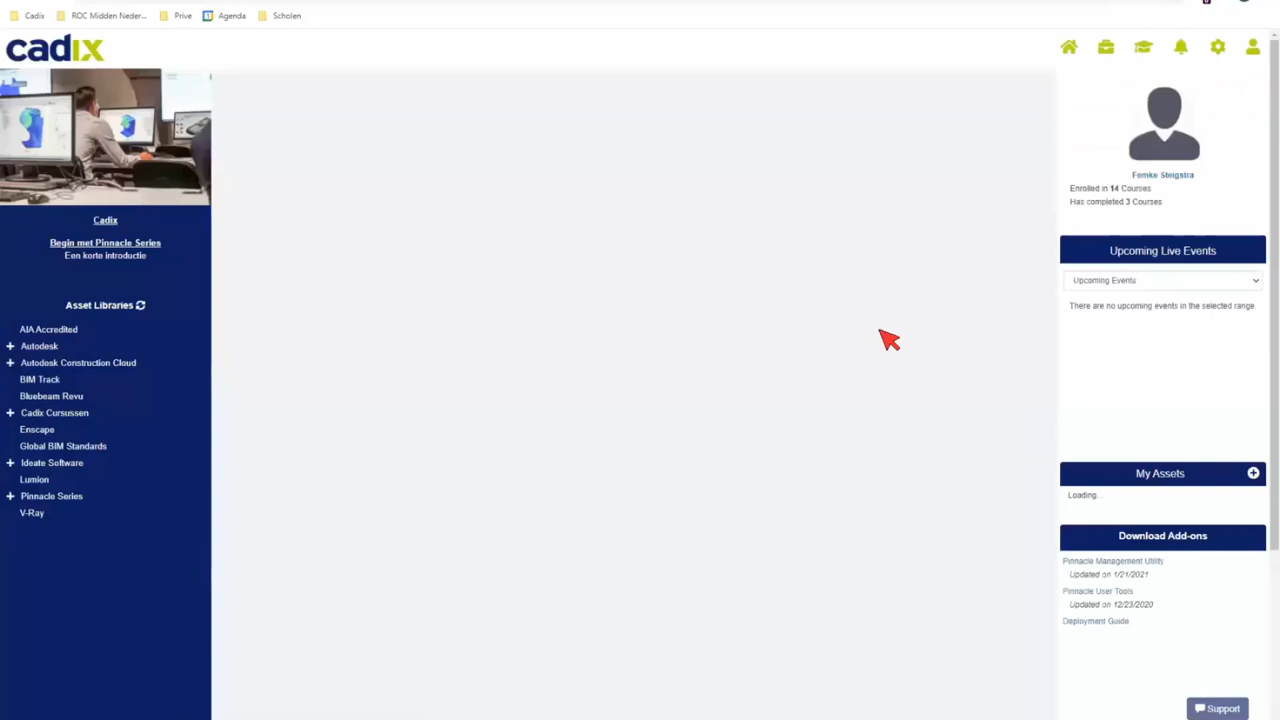 Cadix
ROC Midden Neder...
Prive
Agenda
Scholen
cadix
Femke Steigstra
Enrolled in 14 Courses
Has completed 3 Courses
Cadix
Begin met Pinnacle Series
Een korte introductie
Upcoming Live Events
Upcoming Events
There are no upcoming events in the selected range
Asset Libraries
AIA Accredited
Autodesk
Autodesk Construction Cloud
BIM Track
Bluebeam Revu
Cadix Cursussen
Enscape
Global BIM Standards
Ideate Software
Lumion
Pinnacle Series
V-Ray
My Assets
Loading...
Download Add-ons
Pinnacle Management Utility
Updated on 1/21/2021
Pinnacle User Tools
Updated on 12/23/2020
Deployment Guide
Support